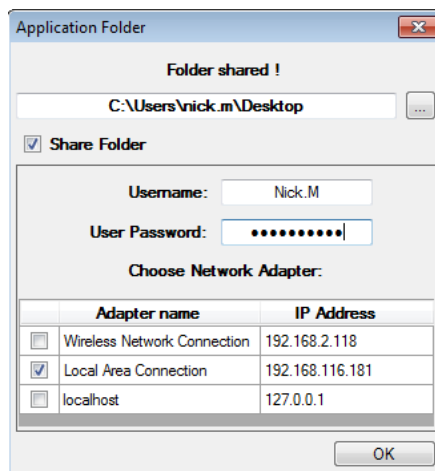 Application Folder
Folder shared !
C:\Users\nick.m\Desktop
...
Share Folder
Username: Nick.M
User Password: ●●●●●●●●●●
Choose Network Adapter:
Adapter name IP Address
Wireless Network Connection 192.168.2.118
Local Area Connection 192.168.116.181
localhost 127.0.0.1
OK